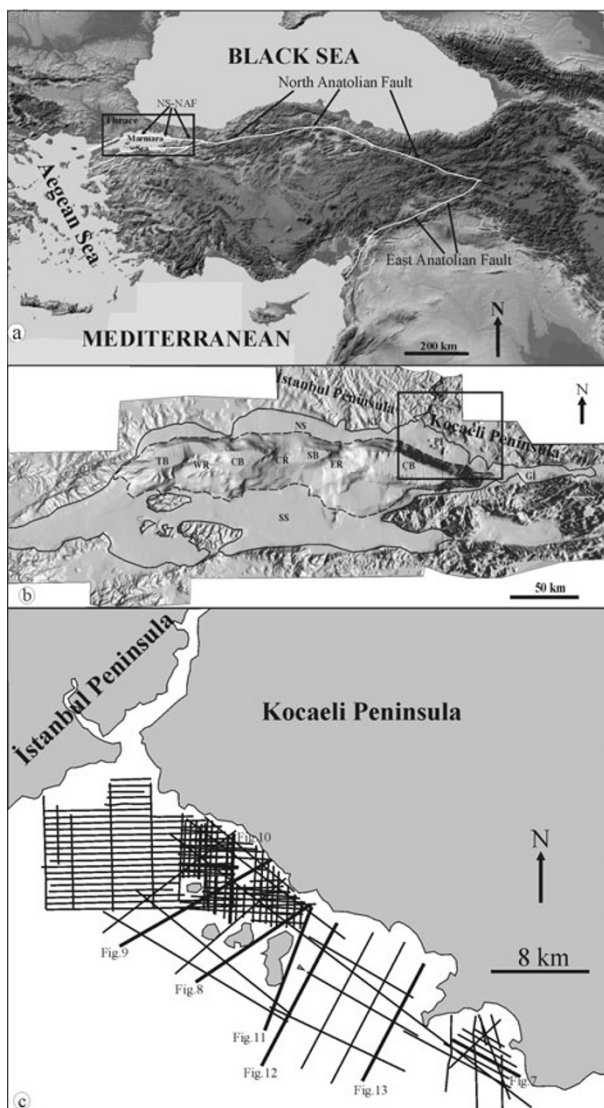 BLACK SEA
NS-NAF
North Anatolian Fault
Thrace
Marmara
Aegean Sea
East Anatolian Fault
N
MEDITERRANEAN
200 km
a
İstanbul Peninsula
N
Kocaeli Peninsula
NS
PI
TB
WR
CB
CR
SB
ER
ÇB
GI
SS
50 km
b
İstanbul Peninsula
Kocaeli Peninsula
N
Fig.10
8 km
Fig.9
Fig.8
Fig.11
Fig.12
Fig.13
Fig.7
c